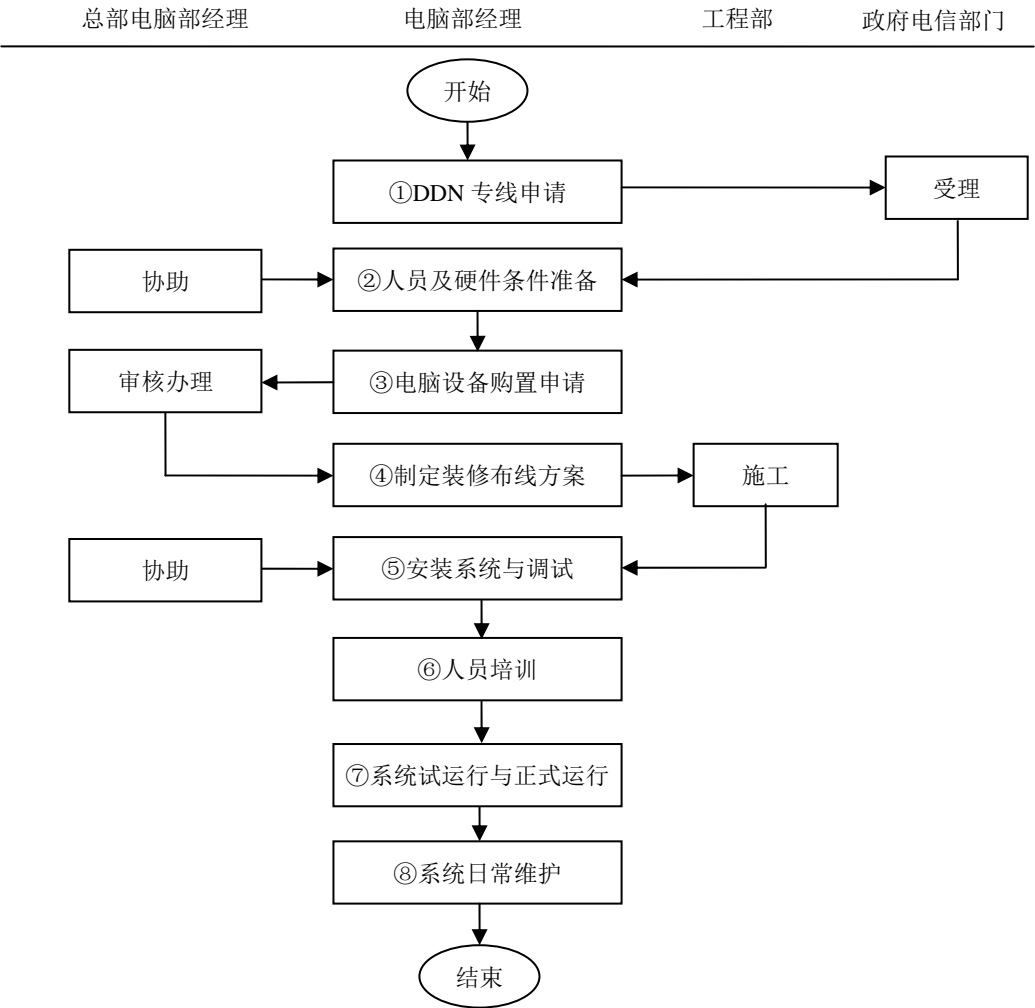 总部电脑部经理 电脑部经理 工程部 政府电信部门
开始
①DDN 专线申请 受理
协助 ②人员及硬件条件准备
审核办理 ③电脑设备购置申请
④制定装修布线方案 施工
协助 ⑤安装系统与调试
⑥人员培训
⑦系统试运行与正式运行
⑧系统日常维护
结束